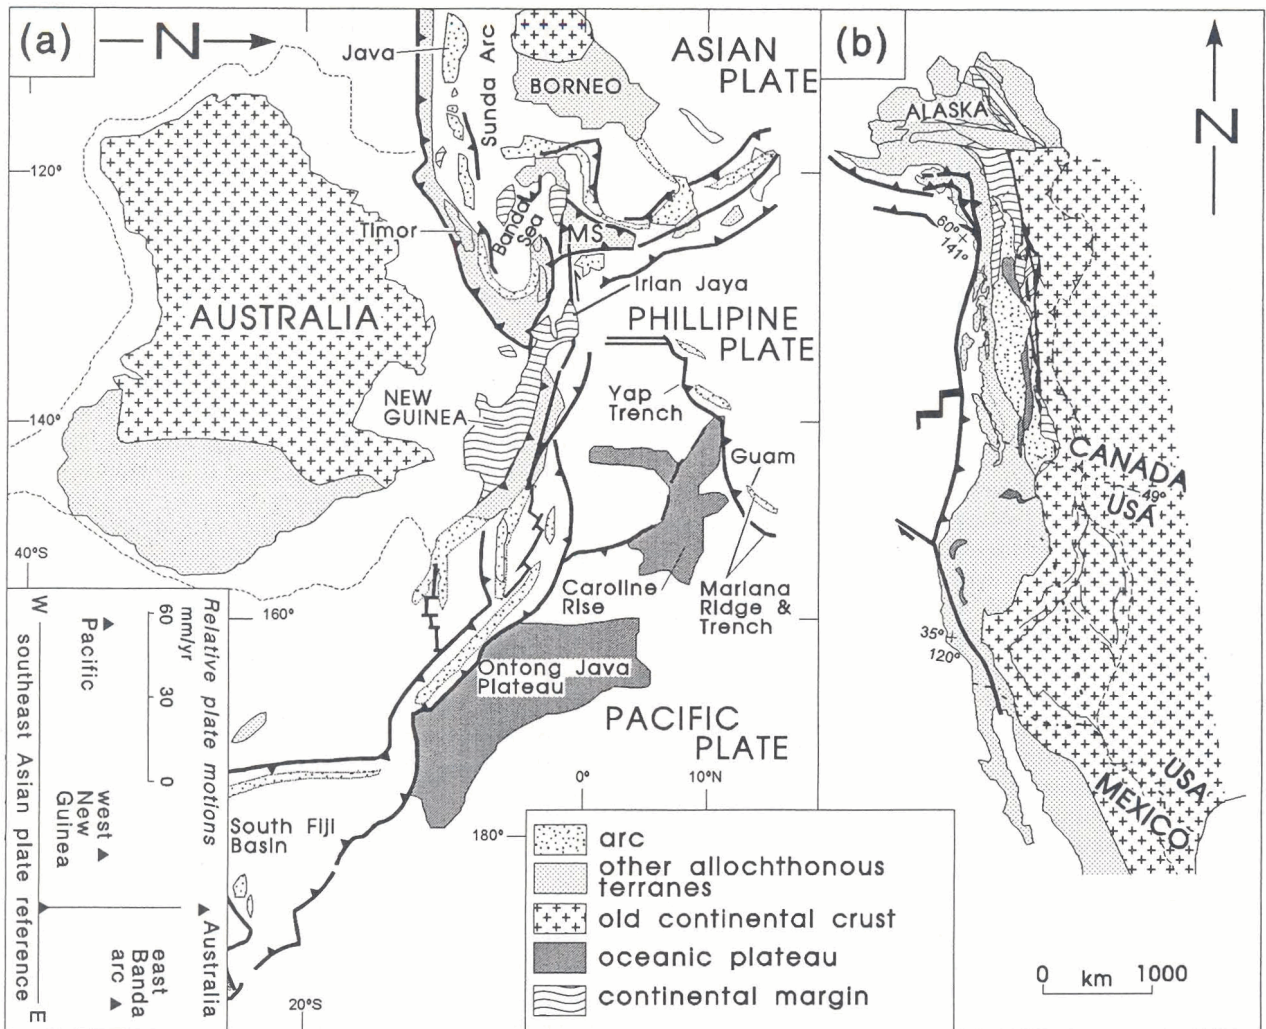 (a)
N
Java
Sunda Arc
BORNEO
ASIAN
PLATE
120°
Timor
Banda
Sea
MS
Irian Jaya
AUSTRALIA
PHILLIPINE
PLATE
NEW
GUINEA
Yap
Trench
140°
Guam
40°S
160°
Caroline
Rise
Mariana
Ridge &
Trench
Ontong Java
Plateau
PACIFIC
PLATE
0°
10°N
South Fiji
Basin
180°
20°S
Relative plate motions
60
mm/yr
30
0
Pacific
west
New
Guinea
Australia
east
Banda
arc
W
southeast Asian plate reference
E
arc
other allochthonous
terranes
old continental crust
oceanic plateau
continental margin
(b)
N
ALASKA
60°
141°
CANADA
49°
USA
35°
120°
USA
MEXICO
0 km 1000